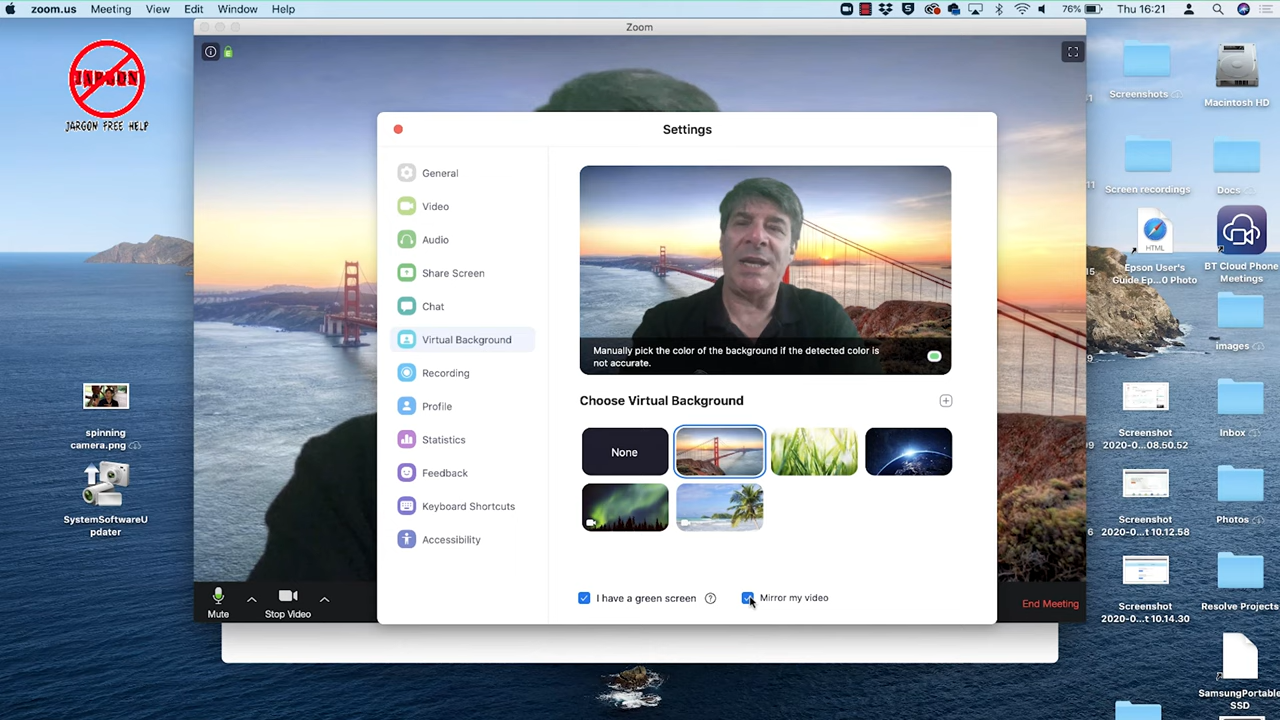 zoom.us Meeting View Edit Window Help
76% Thu 16:21
Zoom
JARGON
JARGON FREE HELP
Settings
General
Video
Audio
Share Screen
Chat
Virtual Background
Recording
Profile
Statistics
Feedback
Keyboard Shortcuts
Accessibility
Manually pick the color of the background if the detected color is
not accurate.
Choose Virtual Background
None
I have a green screen
Mirror my video
Mute
Stop Video
End Meeting
spinning
camera.png
SystemSoftwareU
pdater
Screenshots
Macintosh HD
Screen recordings
Docs
HTML
Epson User's
Guide Ep...0 Photo
BT Cloud Phone
Meetings
images
Screenshot
2020-0...08.50.52
Inbox
Screenshot
2020-0...t 10.12.58
Photos
Screenshot
2020-0...t 10.14.30
Resolve Projects
SamsungPortable
SSD